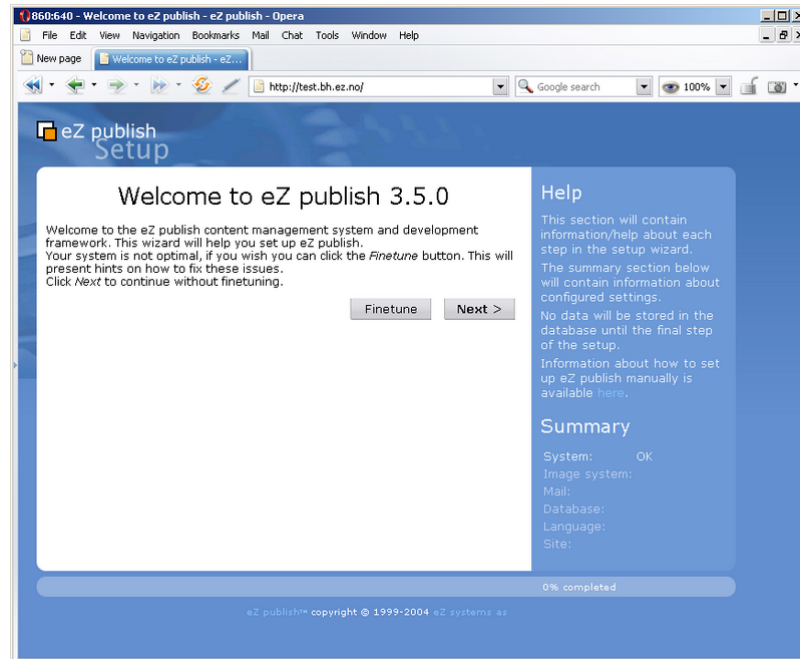 860:640 - Welcome to eZ publish - eZ publish - Opera
File Edit View Navigation Bookmarks Mail Chat Tools Window Help
New page Welcome to eZ publish - eZ...
http://test.bh.ez.no/ Google search 100%
eZ publish
Setup
Welcome to eZ publish 3.5.0
Welcome to the eZ publish content management system and development
framework. This wizard will help you set up eZ publish.
Your system is not optimal, if you wish you can click the Finetune button. This will
present hints on how to fix these issues.
Click Next to continue without finetuning.
Finetune Next >
Help
This section will contain
information/help about each
step in the setup wizard.
The summary section below
will contain information about
configured settings.
No data will be stored in the
database until the final step
of the setup.
Information about how to set
up eZ publish manually is
available here.
Summary
System: OK
Image system:
Mail:
Database:
Language:
Site:
0% completed
eZ publish™ copyright © 1999-2004 eZ systems as